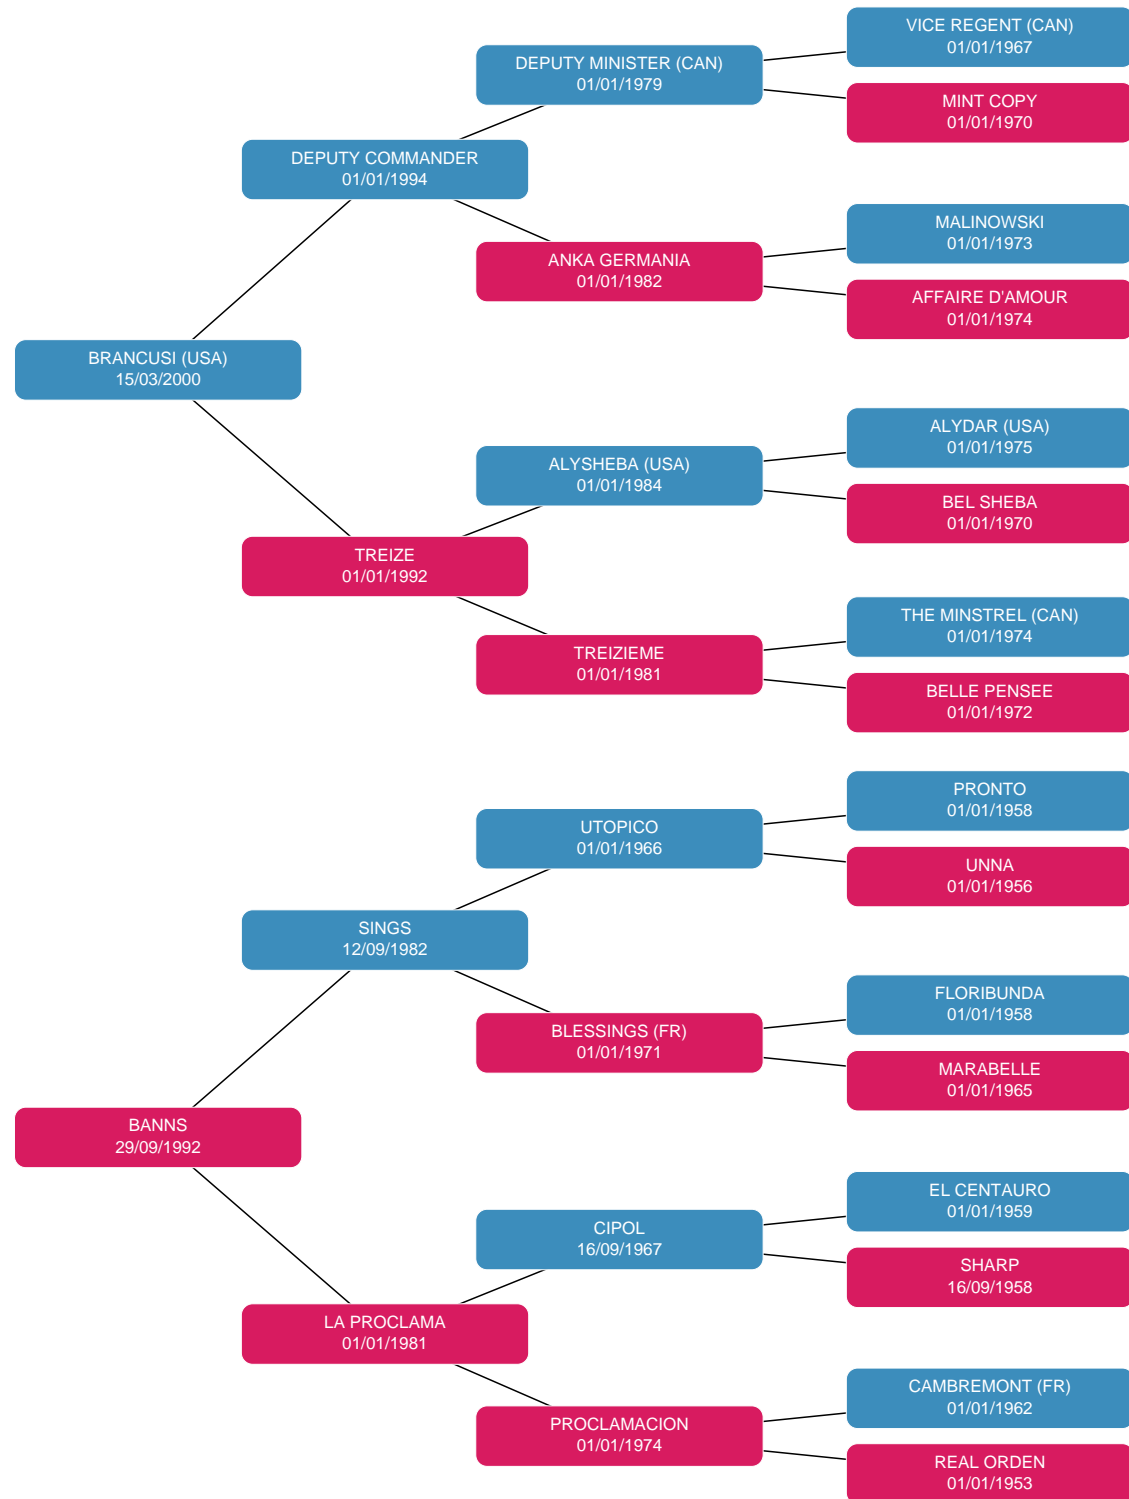 VICE REGENT (CAN)
01/01/1967
DEPUTY MINISTER (CAN)
01/01/1979
MINT COPY
01/01/1970
DEPUTY COMMANDER
01/01/1994
MALINOWSKI
01/01/1973
ANKA GERMANIA
01/01/1982
AFFAIRE D'AMOUR
01/01/1974
BRANCUSI (USA)
15/03/2000
ALYDAR (USA)
01/01/1975
ALYSHEBA (USA)
01/01/1984
BEL SHEBA
01/01/1970
TREIZE
01/01/1992
THE MINSTREL (CAN)
01/01/1974
TREIZIEME
01/01/1981
BELLE PENSEE
01/01/1972
PRONTO
01/01/1958
UTOPICO
01/01/1966
UNNA
01/01/1956
SINGS
12/09/1982
FLORIBUNDA
01/01/1958
BLESSINGS (FR)
01/01/1971
MARABELLE
01/01/1965
BANNS
29/09/1992
EL CENTAURO
01/01/1959
CIPOL
16/09/1967
SHARP
16/09/1958
LA PROCLAMA
01/01/1981
CAMBREMONT (FR)
01/01/1962
PROCLAMACION
01/01/1974
REAL ORDEN
01/01/1953